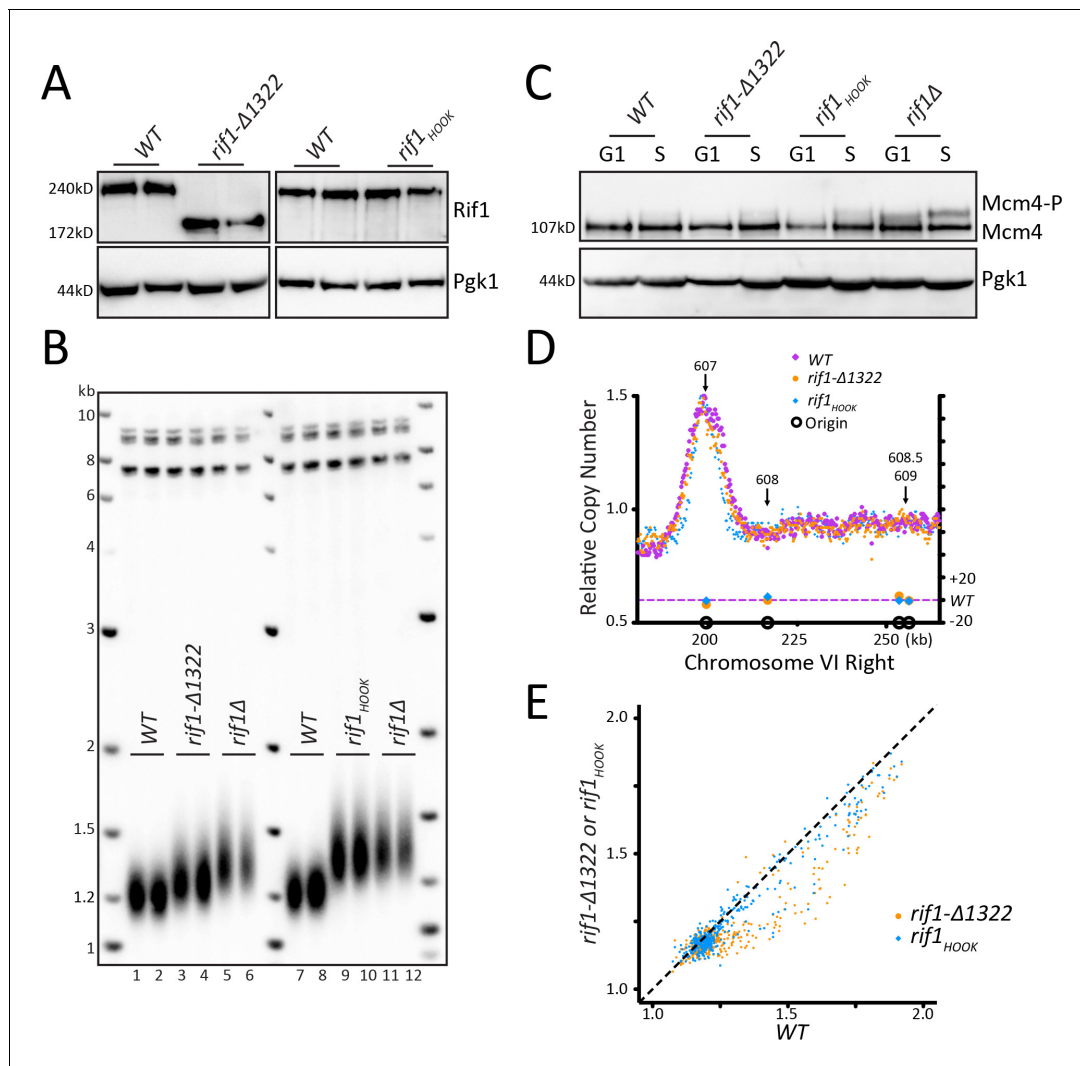 A
WT
rif1-Δ1322
WT
rif1HOOK
240kD
172kD
Rif1
44kD
Pgk1
B
kb
10
8
6
4
3
2
1.5
1.2
1
WT
rif1-Δ1322
rif1Δ
WT
rif1HOOK
rif1Δ
1 2 3 4 5 6 7 8 9 10 11 12
C
WT
rif1-Δ1322
rif1HOOK
rif1Δ
G1 S G1 S G1 S G1 S
Mcm4-P
107kD
Mcm4
44kD
Pgk1
D
WT
rif1-Δ1322
rif1HOOK
Origin
607
608
608.5
609
1.5
1.0
0.5
Relative Copy Number
+20
WT
-20
200 225 250 (kb)
Chromosome VI Right
E
2.0
1.5
1.0
rif1-Δ1322 or rif1HOOK
rif1-Δ1322
rif1HOOK
1.0 1.5 2.0
WT